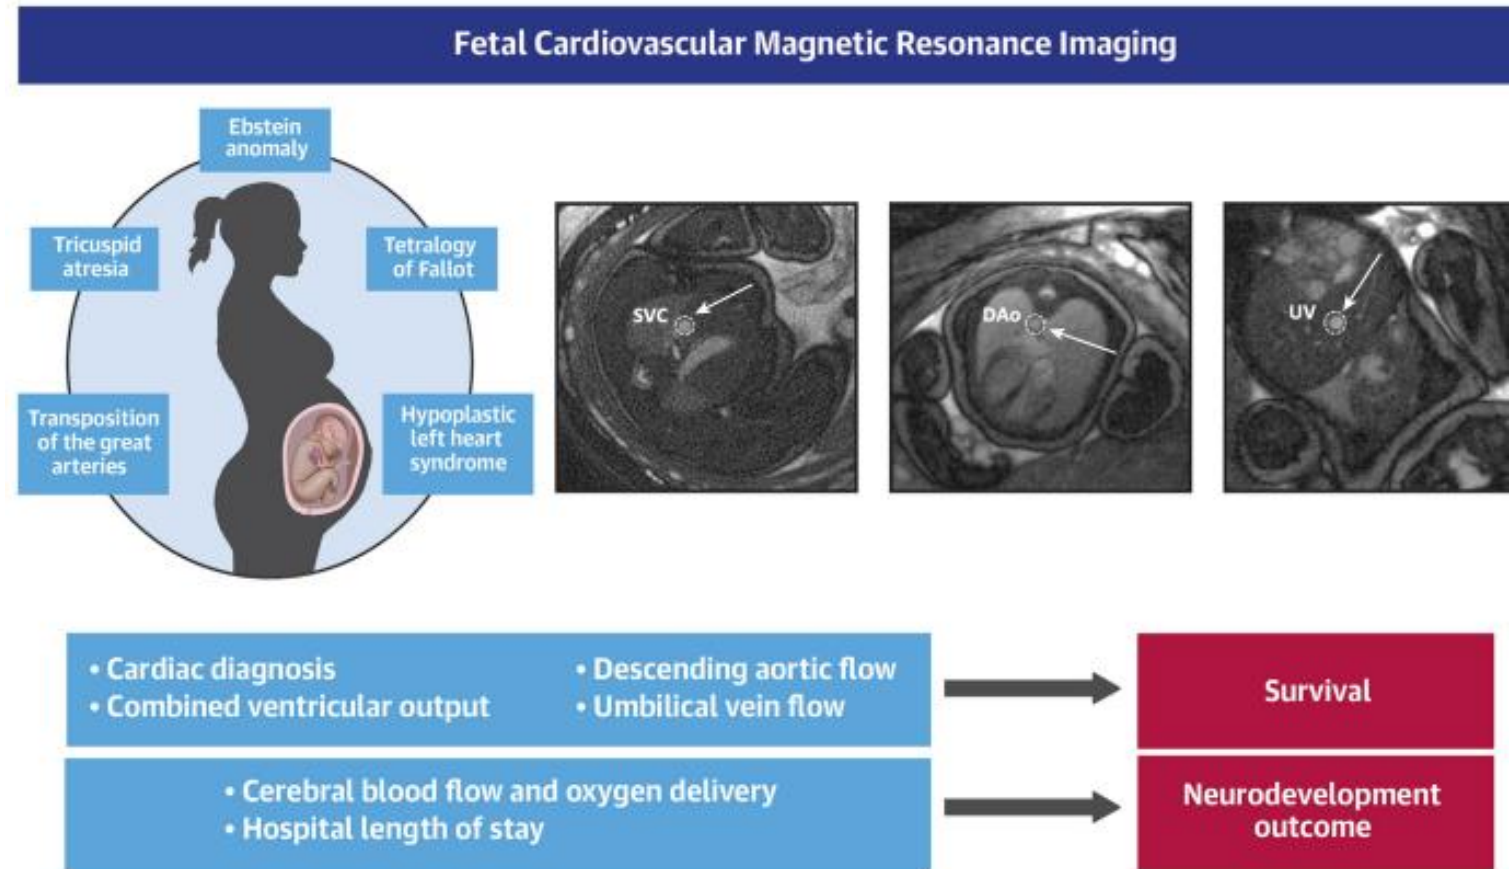 Fetal Cardiovascular Magnetic Resonance Imaging
Ebstein
anomaly
Tricuspid
atresia
Tetralogy
of Fallot
Transposition
of the great
arteries
Hypoplastic
left heart
syndrome
SVC
DAo
UV
• Cardiac diagnosis
• Combined ventricular output
• Descending aortic flow
• Umbilical vein flow
Survival
• Cerebral blood flow and oxygen delivery
• Hospital length of stay
Neurodevelopment
outcome